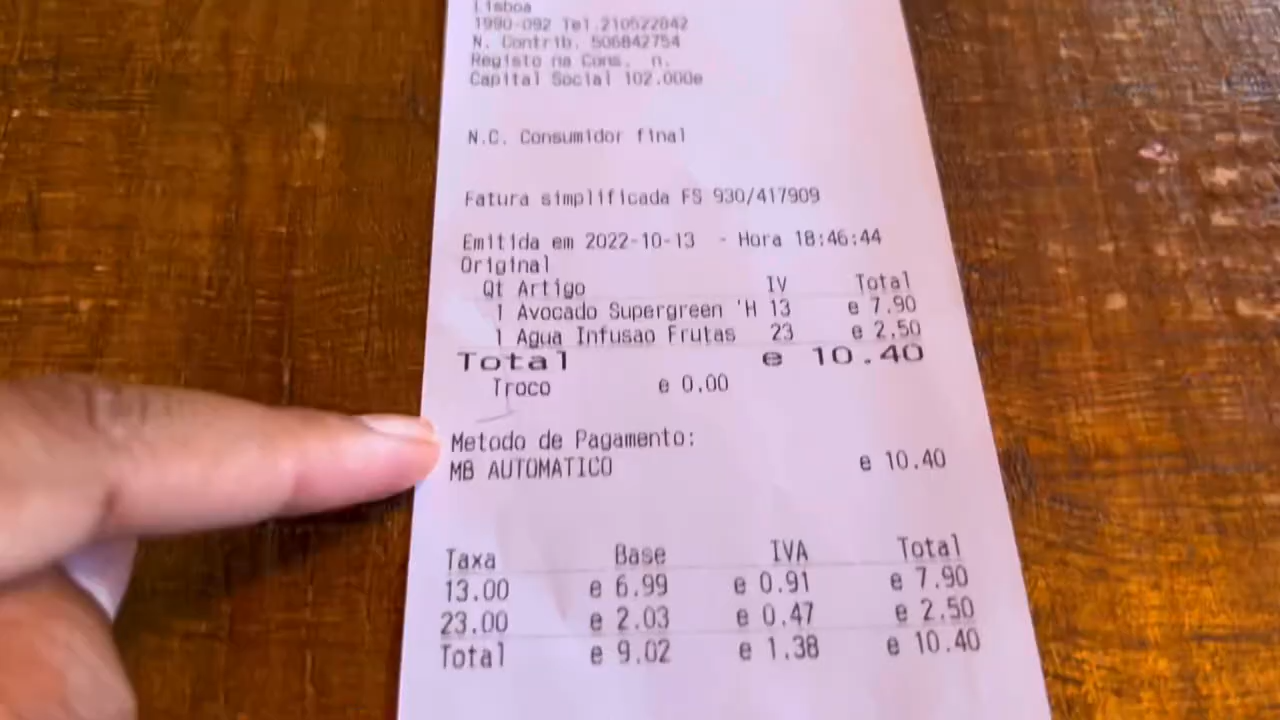 Lisboa
1990-092 Tel.210522842
N. Contrib. 506842754
Registo na Cons. n.
Capital Social 102.000e
N.C. Consumidor final
Fatura simplificada FS 930/417909
Emitida em 2022-10-13 - Hora 18:46:44
Original
Qt Artigo IV Total
1 Avocado Supergreen 'H 13 e 7.90
1 Agua Infusao Frutas 23 e 2.50
Total e 10.40
Troco e 0.00
Metodo de Pagamento:
MB AUTOMATICO e 10.40
Taxa Base IVA Total
13.00 e 6.99 e 0.91 e 7.90
23.00 e 2.03 e 0.47 e 2.50
Total e 9.02 e 1.38 e 10.40